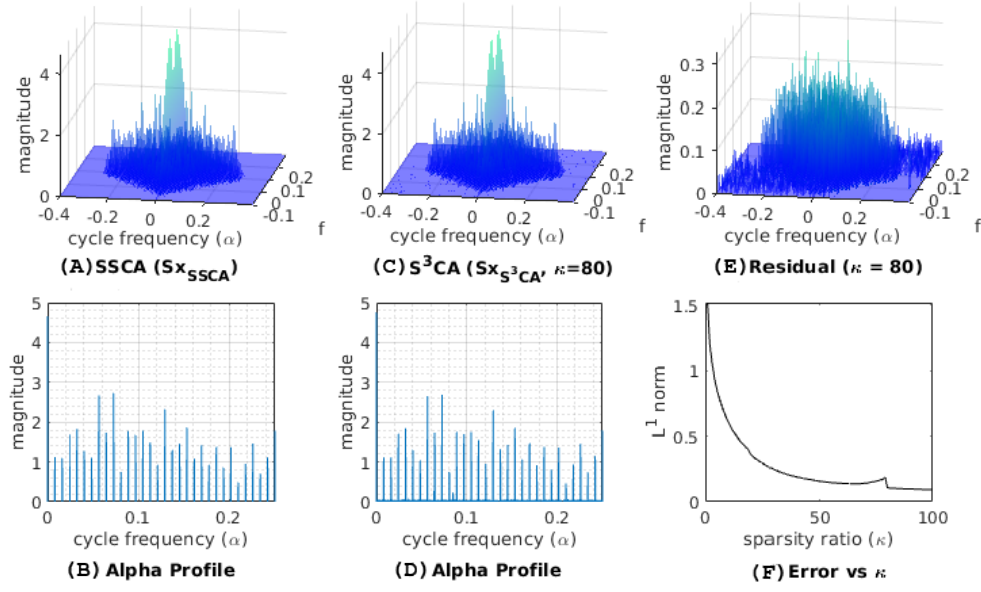 magnitude
4
2
0
-0.4
-0.2
0
0.2
-0.1
0
0.1
0.2
f
cycle frequency (α)
(A) SSCA (Sx_SSCA)
magnitude
4
2
0
-0.4
-0.2
0
0.2
-0.1
0
0.1
0.2
f
cycle frequency (α)
(C) S³CA (Sx_S³CA, κ=80)
magnitude
0.3
0.2
0.1
0
-0.4
-0.2
0
0.2
-0.1
0
0.1
0.2
f
cycle frequency (α)
(E) Residual (κ = 80)
magnitude
5
4
3
2
1
0
0
0.1
0.2
cycle frequency (α)
(B) Alpha Profile
magnitude
5
4
3
2
1
0
0
0.1
0.2
cycle frequency (α)
(D) Alpha Profile
L¹ norm
1.5
1
0.5
0
0
50
100
sparsity ratio (κ)
(F) Error vs κ